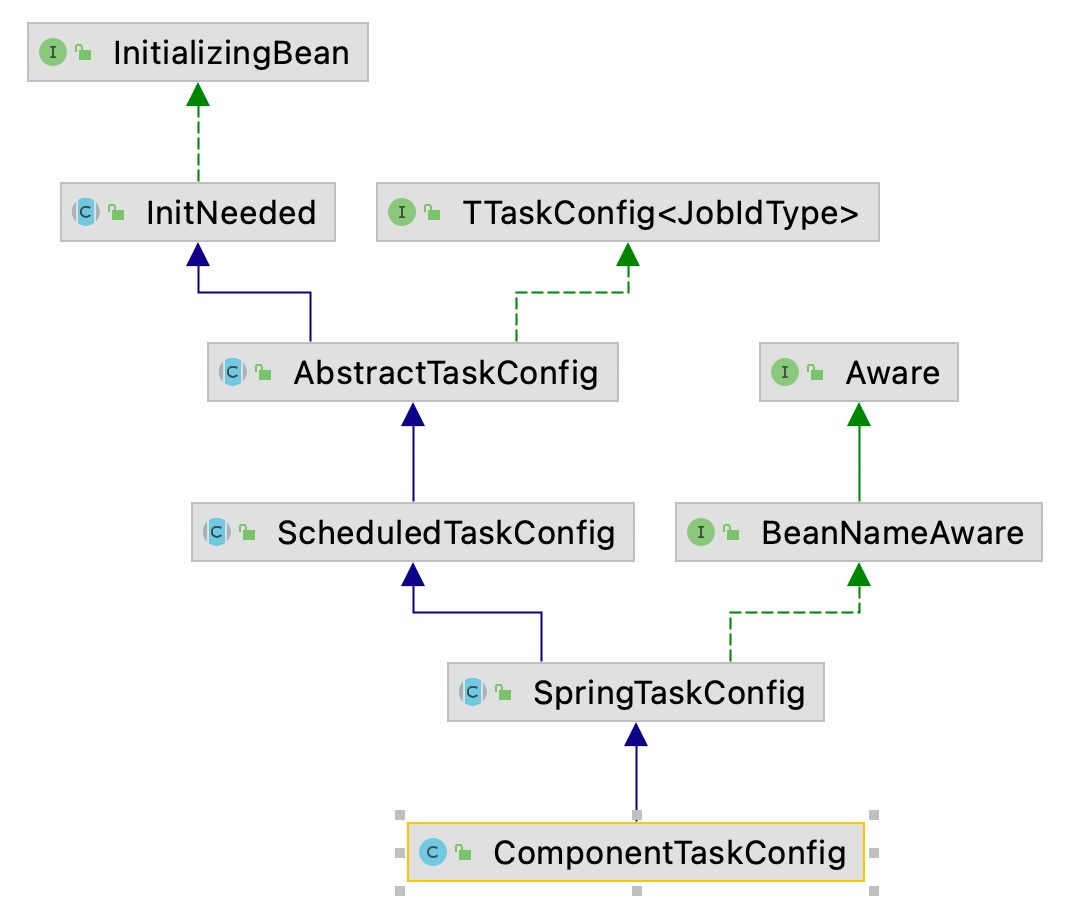 InitializingBean
InitNeeded
TTaskConfig<JobIdType>
AbstractTaskConfig
Aware
ScheduledTaskConfig
BeanNameAware
SpringTaskConfig
ComponentTaskConfig